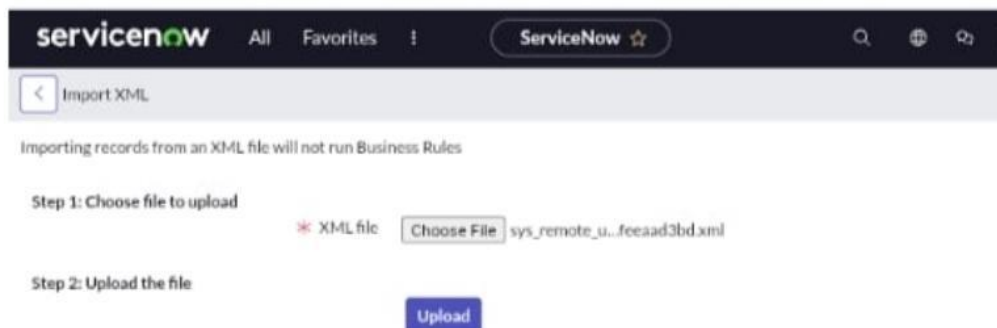 servicenow All Favorites ServiceNow
Import XML
Importing records from an XML file will not run Business Rules
Step 1: Choose file to upload
* XML file Choose File sys_remote_u...feeaad3bd.xml
Step 2: Upload the file
Upload